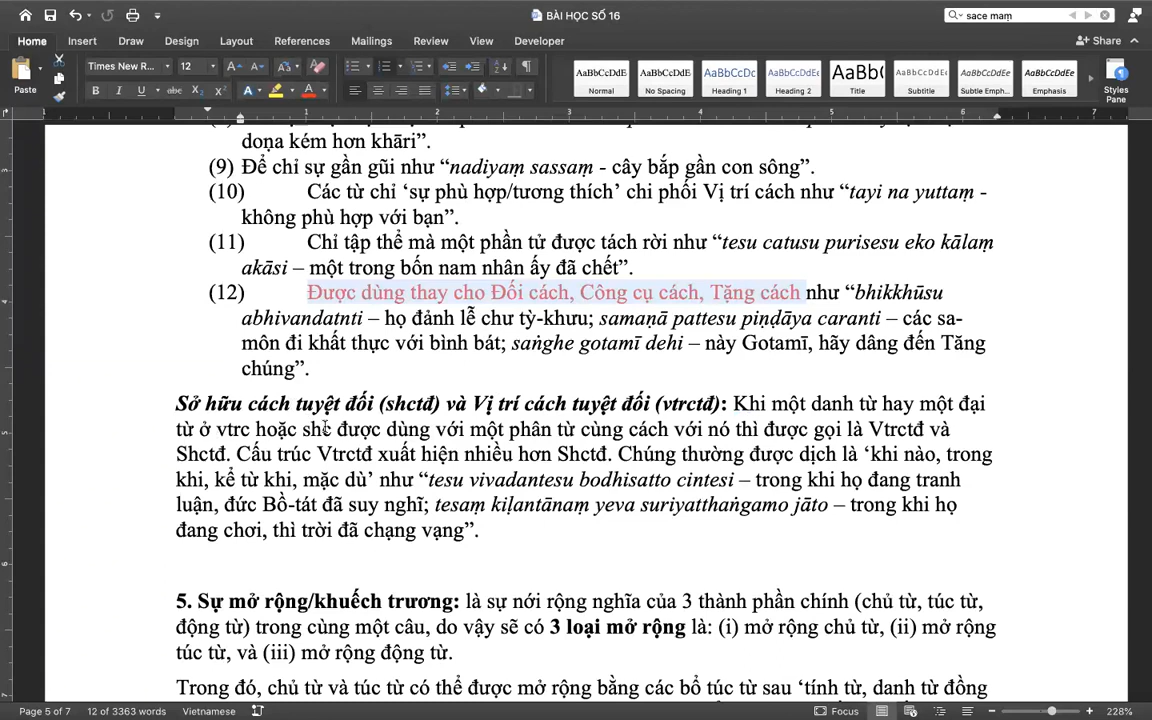 BÀI HỌC SỐ 16
sace maṃ
Home Insert Draw Design Layout References Mailings Review View Developer
Share
Paste
Times New R... 12
AaBbCcDdE AaBbCcDdE AaBbCcDc AaBbCcDdE AaBb( AaBbCcDdE AaBbCcDdEe AaBbCcDdEe
Normal No Spacing Heading 1 Heading 2 Title Subtitle Subtle Emph... Emphasis
Styles
Pane
doṇa kém hơn khāri”.
(9) Để chỉ sự gần gũi như “nadiyaṃ sassaṃ - cây bắp gần con sông”.
(10) Các từ chỉ ‘sự phù hợp/tương thích’ chi phối Vị trí cách như “tayi na yuttaṃ -
không phù hợp với bạn”.
(11) Chỉ tập thể mà một phần tử được tách rời như “tesu catusu purisesu eko kālaṃ
akāsi – một trong bốn nam nhân ấy đã chết”.
(12) Được dùng thay cho Đối cách, Công cụ cách, Tặng cách như “bhikkhūsu
abhivandatnti – họ đảnh lễ chư tỳ-khưu; samaṇā pattesu piṇḍāya caranti – các sa-
môn đi khất thực với bình bát; saṅghe gotamī dehi – này Gotamī, hãy dâng đến Tăng
chúng”.
Sở hữu cách tuyệt đối (shctđ) và Vị trí cách tuyệt đối (vtrctđ): Khi một danh từ hay một đại
từ ở vtrc hoặc shc được dùng với một phân từ cùng cách với nó thì được gọi là Vtrctđ và
Shctđ. Cấu trúc Vtrctđ xuất hiện nhiều hơn Shctđ. Chúng thường được dịch là ‘khi nào, trong
khi, kể từ khi, mặc dù’ như “tesu vivadantesu bodhisatto cintesi – trong khi họ đang tranh
luận, đức Bồ-tát đã suy nghĩ; tesaṃ kiḷantānaṃ yeva suriyatthaṅgamo jāto – trong khi họ
đang chơi, thì trời đã chạng vạng”.
5. Sự mở rộng/khuếch trương: là sự nới rộng nghĩa của 3 thành phần chính (chủ từ, túc từ,
động từ) trong cùng một câu, do vậy sẽ có 3 loại mở rộng là: (i) mở rộng chủ từ, (ii) mở rộng
túc từ, và (iii) mở rộng động từ.
Trong đó, chủ từ và túc từ có thể được mở rộng bằng các bổ túc từ sau ‘tính từ, danh từ đồng
Page 5 of 7 12 of 3363 words Vietnamese Focus 228%